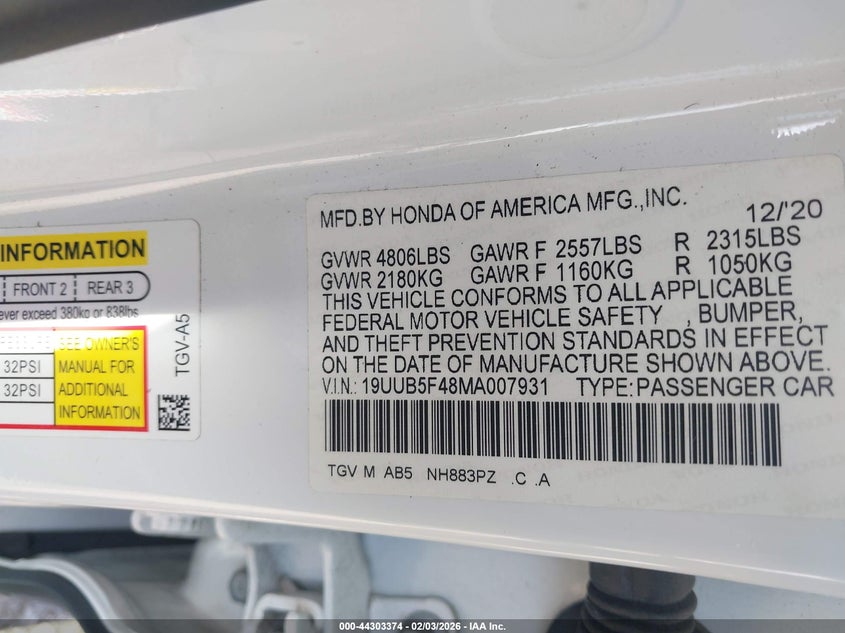 INFORMATION
FRONT 2 REAR 3
ever exceed 380kg or 838lbs
SEE OWNER'S
32PSI MANUAL FOR
32PSI ADDITIONAL
INFORMATION
TGV-A5
MFD.BY HONDA OF AMERICA MFG.,INC. 12/'20
GVWR 4806LBS GAWR F 2557LBS R 2315LBS
GVWR 2180KG GAWR F 1160KG R 1050KG
THIS VEHICLE CONFORMS TO ALL APPLICABLE
FEDERAL MOTOR VEHICLE SAFETY , BUMPER,
AND THEFT PREVENTION STANDARDS IN EFFECT
ON THE DATE OF MANUFACTURE SHOWN ABOVE.
V.I.N.: 19UUB5F48MA007931 TYPE:PASSENGER CAR
TGV M AB5 NH883PZ .C .A
000-44303374 - 02/03/2026 - IAA Inc.